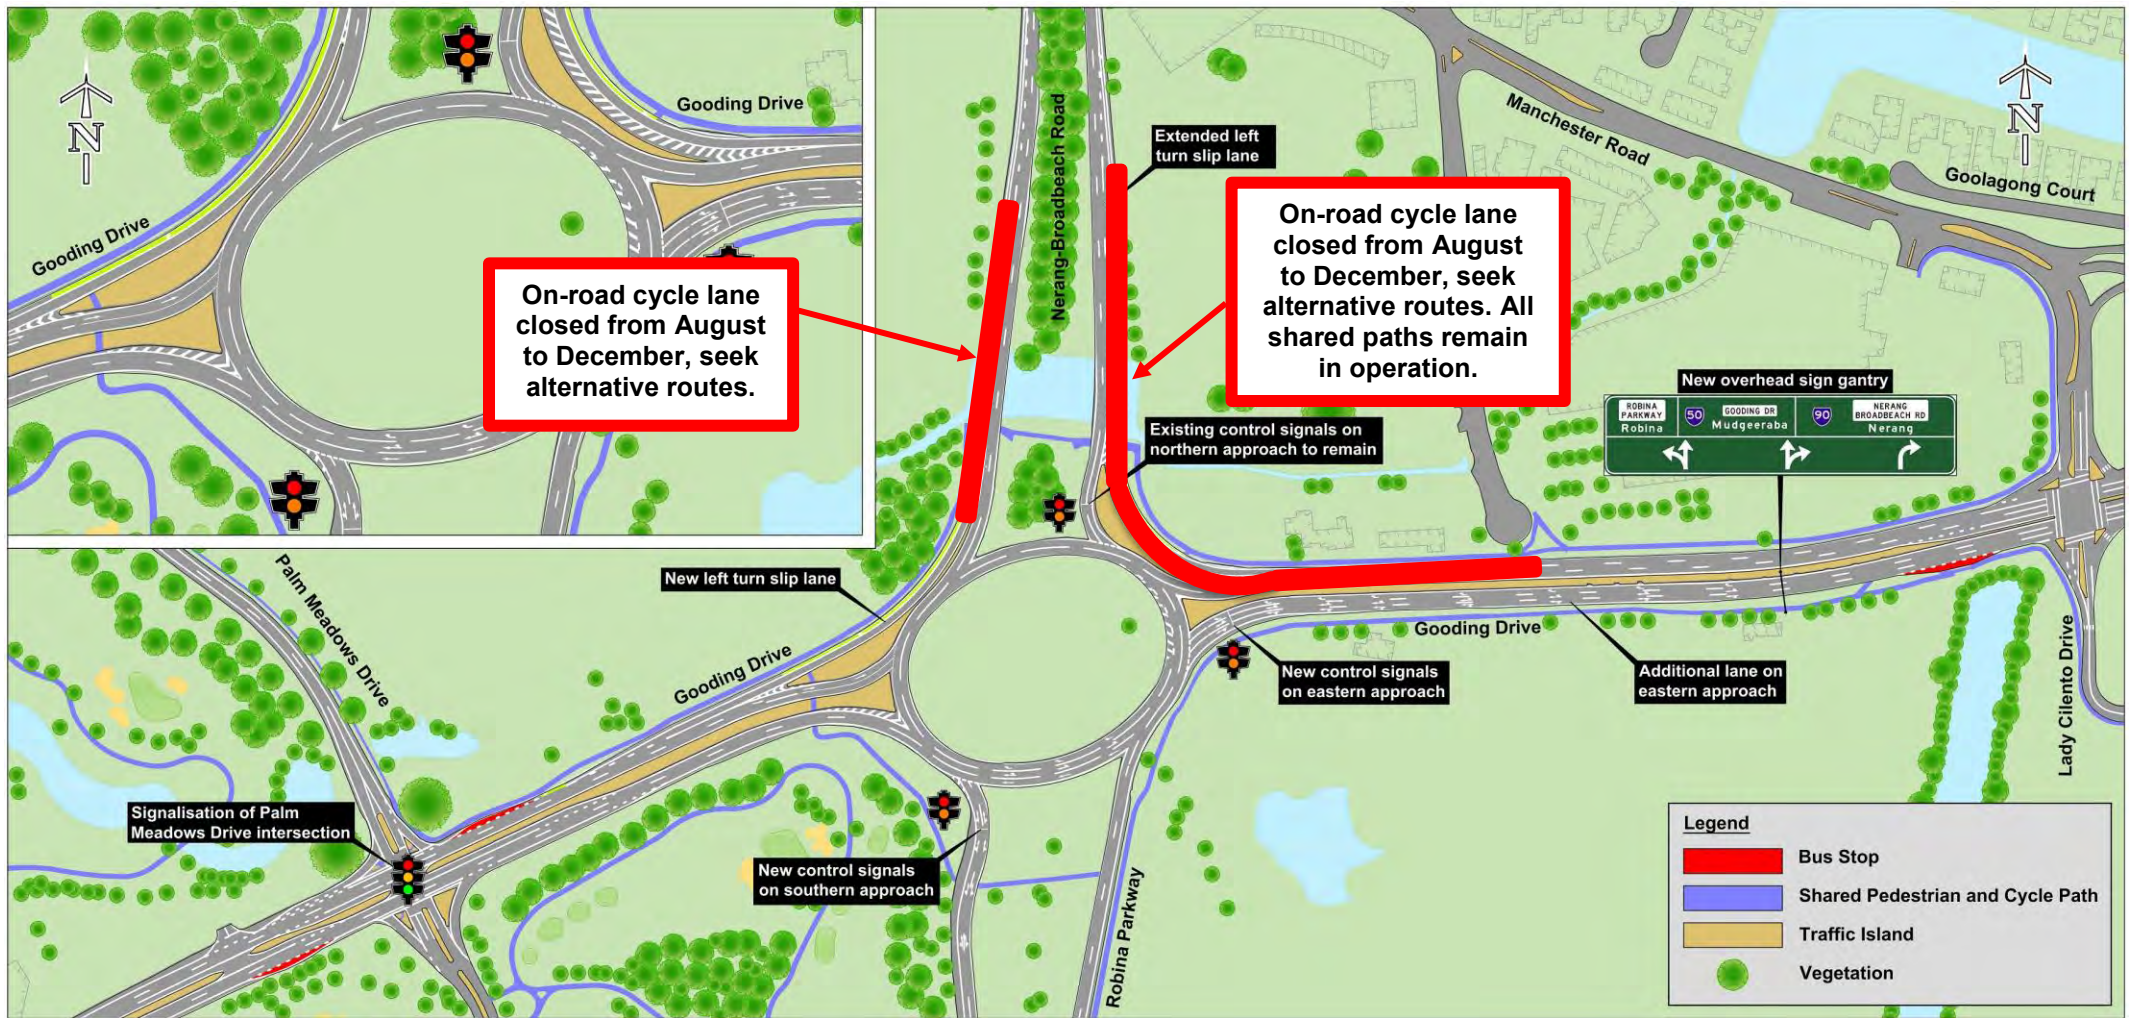 N
Gooding Drive
Gooding Drive
On-road cycle lane
closed from August
to December, seek
alternative routes.
Nerang-Broadbeach Road
Extended left
turn slip lane
On-road cycle lane
closed from August
to December, seek
alternative routes. All
shared paths remain
in operation.
Manchester Road
Goolagong Court
N
Existing control signals on
northern approach to remain
New overhead sign gantry
ROBINA
PARKWAY
Robina
50
GOODING DR
Mudgeeraba
90
NERANG
BROADBEACH RD
Nerang
Palm Meadows Drive
New left turn slip lane
Gooding Drive
Gooding Drive
New control signals
on eastern approach
Additional lane on
eastern approach
Lady Cilento Drive
Signalisation of Palm
Meadows Drive intersection
New control signals
on southern approach
Robina Parkway
Legend
Bus Stop
Shared Pedestrian and Cycle Path
Traffic Island
Vegetation